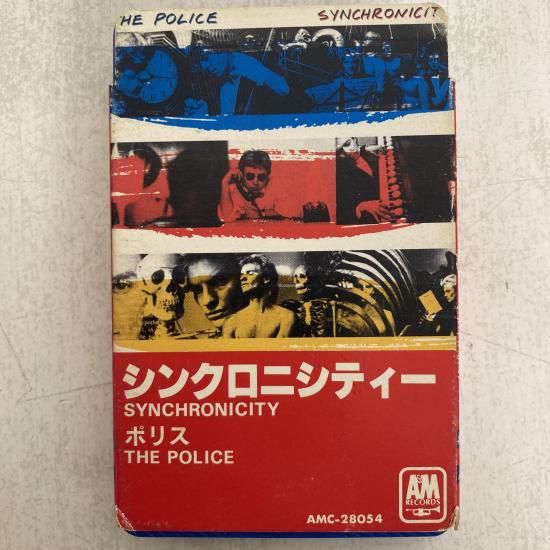 HE POLICE SYNCHRONICIT
シンクロニシティー
SYNCHRONICITY
ポリス
THE POLICE
A&M
RECORDS
AMC-28054